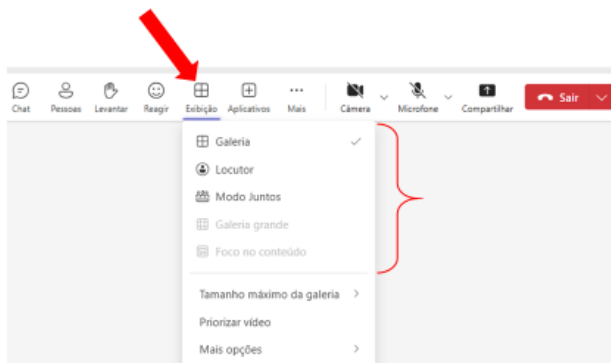 Chat Pessoas Levantar Reagir Exibição Aplicativos Mais Câmera Microfone Compartilhar Sair
Galeria
Locutor
Modo Juntos
Galeria grande
Foco no conteúdo
Tamanho máximo da galeria
Priorizar vídeo
Mais opções